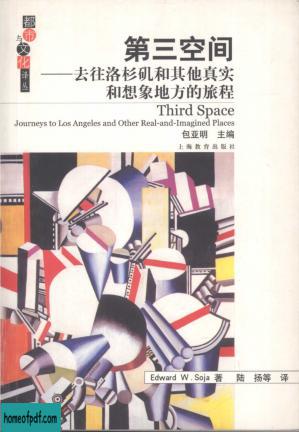 都市与文化译丛
第三空间
——去往洛杉矶和其他真实
和想象地方的旅程
Third Space
Journeys to Los Angeles and Other Real-and-Imagined Places
包亚明 主编
上海教育出版社
Edward W.Soja 著 陆 扬等 译
homeofpdf.com